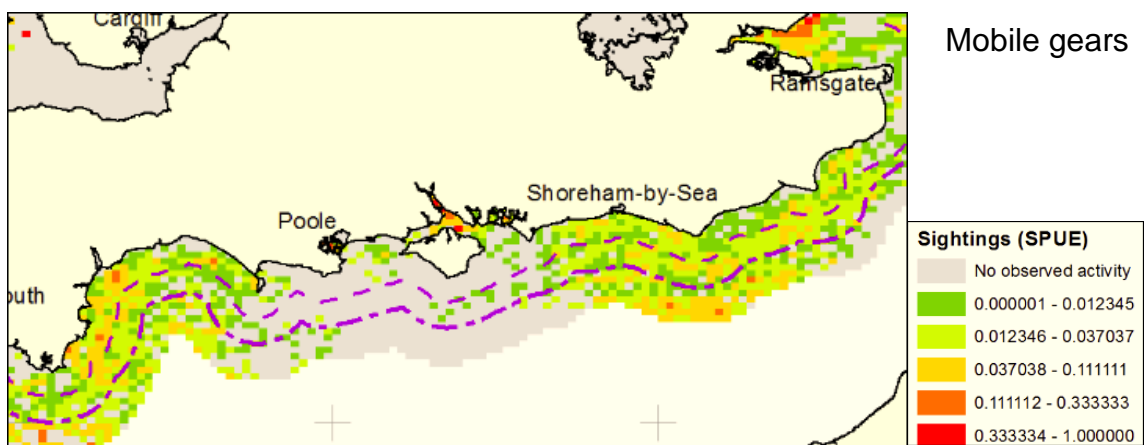 Cardiff
Mobile gears
Ramsgate
Shoreham-by-Sea
Poole
outh
Sightings (SPUE)
No observed activity
0.000001 - 0.012345
0.012346 - 0.037037
0.037038 - 0.111111
0.111112 - 0.333333
0.333334 - 1.000000